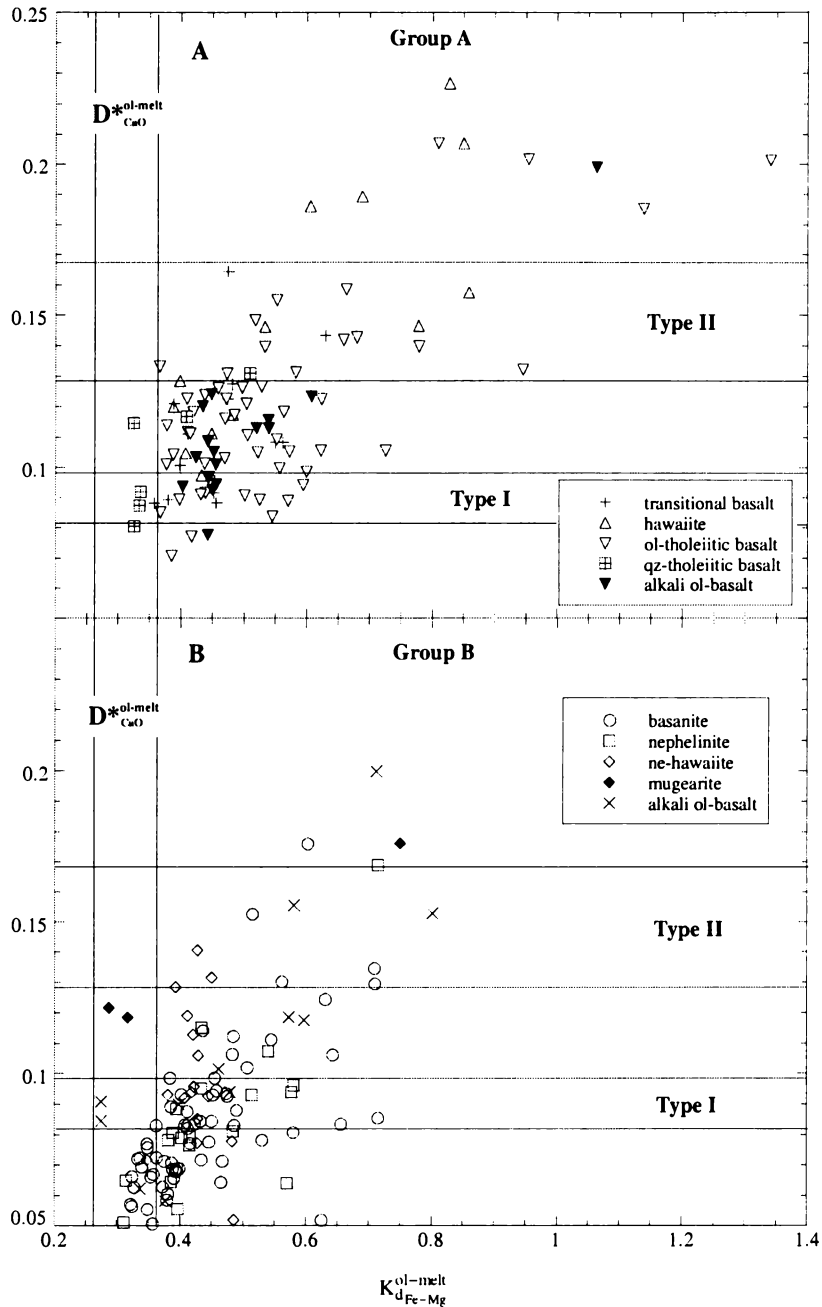 0.25
A
Group A
D*ol-melt CaO
0.2
Type II
0.15
0.1
Type I
transitional basalt
hawaiite
ol-tholeiitic basalt
qz-tholeiitic basalt
alkali ol-basalt
B
Group B
D*ol-melt CaO
basanite
nephelinite
ne-hawaiite
mugearite
alkali ol-basalt
0.2
Type II
0.15
0.1
Type I
0.05
0.2 0.4 0.6 0.8 1 1.2 1.4
K ol-melt d Fe-Mg